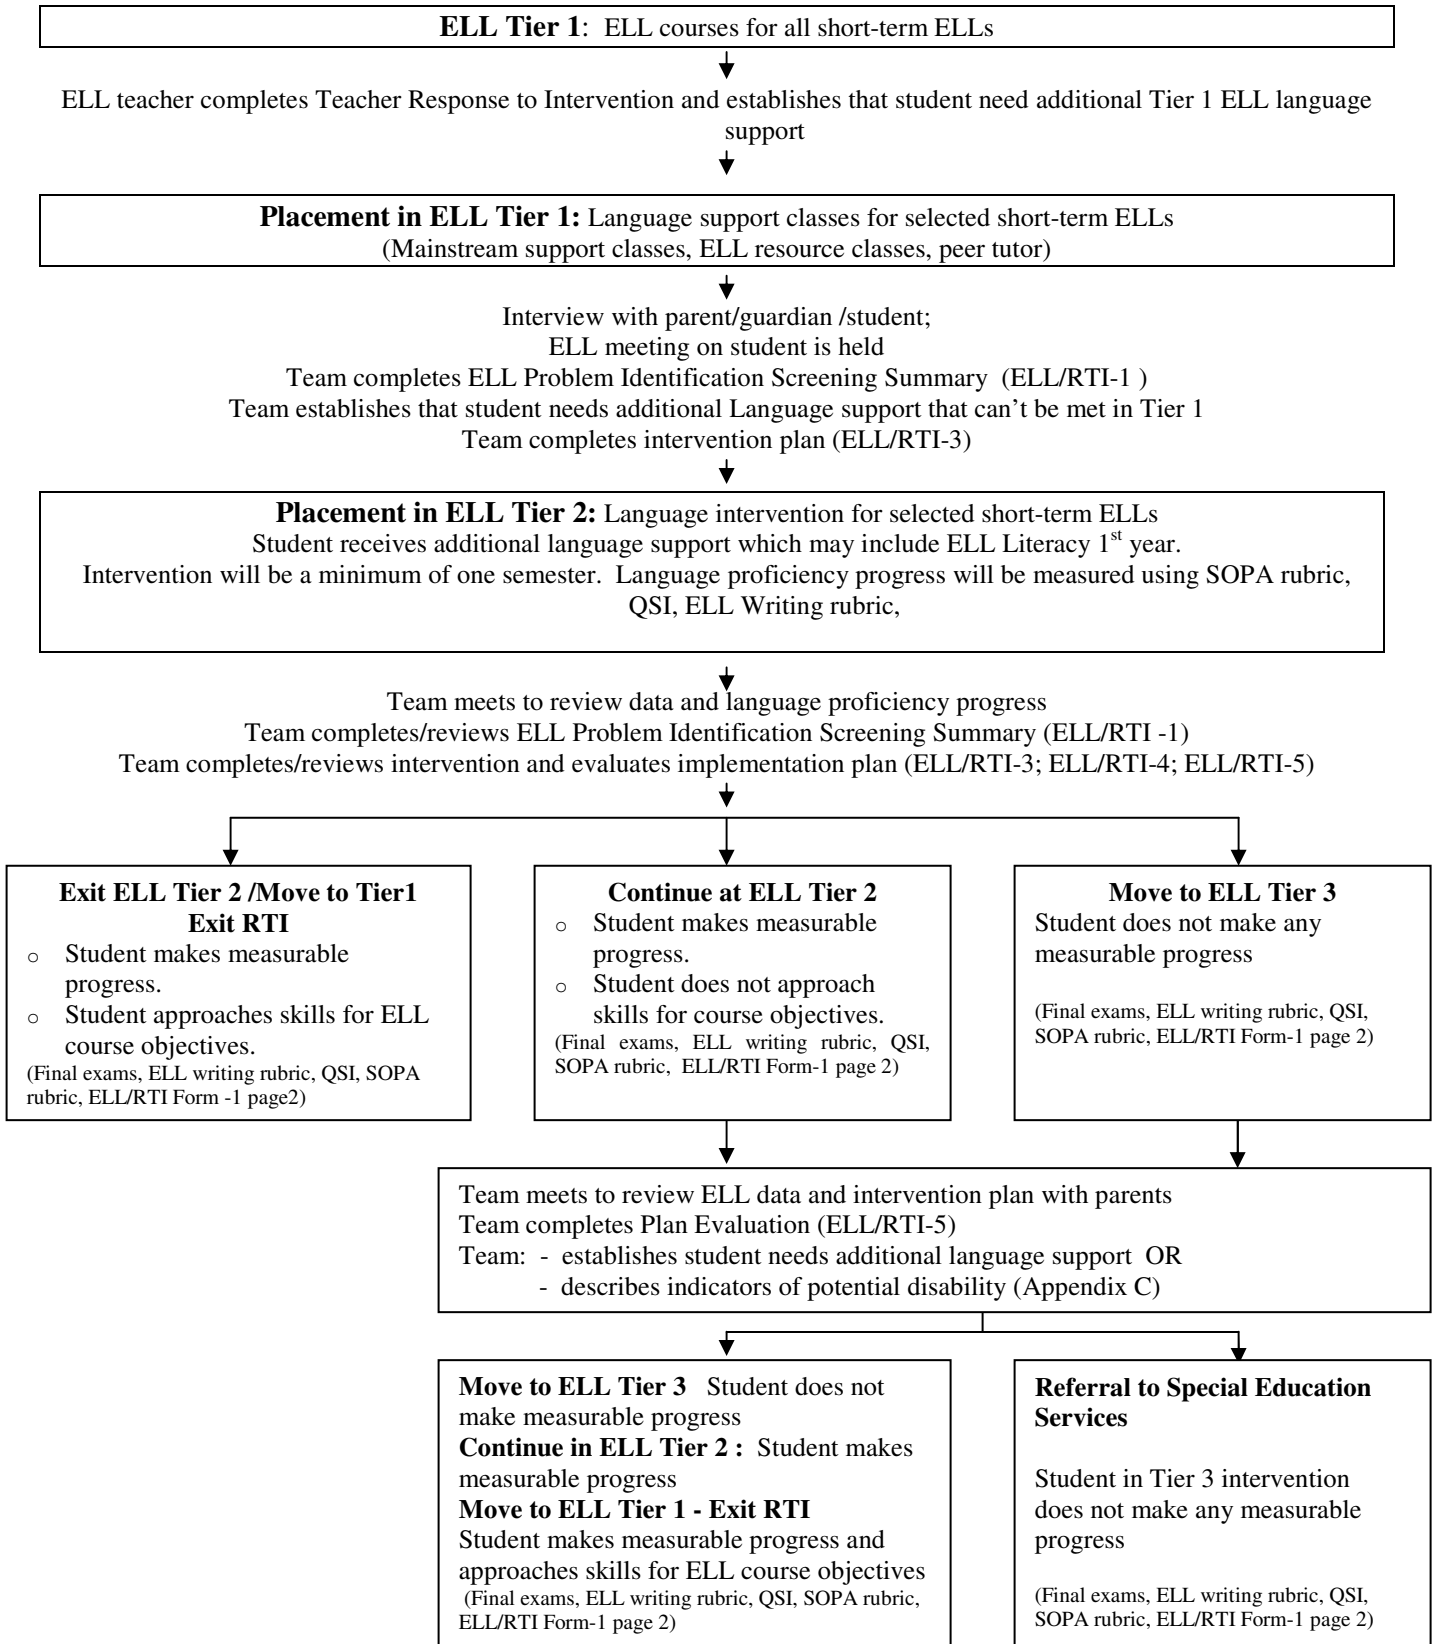 ELL Tier 1: ELL courses for all short-term ELLs
ELL teacher completes Teacher Response to Intervention and establishes that student need additional Tier 1 ELL language
support
Placement in ELL Tier 1: Language support classes for selected short-term ELLs
(Mainstream support classes, ELL resource classes, peer tutor)
Interview with parent/guardian /student;
ELL meeting on student is held
Team completes ELL Problem Identification Screening Summary (ELL/RTI-1 )
Team establishes that student needs additional Language support that can't be met in Tier 1
Team completes intervention plan (ELL/RTI-3)
Placement in ELL Tier 2: Language intervention for selected short-term ELLs
Student receives additional language support which may include ELL Literacy 1st year.
Intervention will be a minimum of one semester. Language proficiency progress will be measured using SOPA rubric,
QSI, ELL Writing rubric,
Team meets to review data and language proficiency progress
Team completes/reviews ELL Problem Identification Screening Summary (ELL/RTI -1)
Team completes/reviews intervention and evaluates implementation plan (ELL/RTI-3; ELL/RTI-4; ELL/RTI-5)
Exit ELL Tier 2 /Move to Tier1
Exit RTI
o Student makes measurable
progress.
o Student approaches skills for ELL
course objectives.
(Final exams, ELL writing rubric, QSI, SOPA
rubric, ELL/RTI Form -1 page2)
Continue at ELL Tier 2
o Student makes measurable
progress.
o Student does not approach
skills for course objectives.
(Final exams, ELL writing rubric, QSI,
SOPA rubric, ELL/RTI Form-1 page 2)
Move to ELL Tier 3
Student does not make any
measurable progress
(Final exams, ELL writing rubric, QSI,
SOPA rubric, ELL/RTI Form-1 page 2)
Team meets to review ELL data and intervention plan with parents
Team completes Plan Evaluation (ELL/RTI-5)
Team: - establishes student needs additional language support OR
- describes indicators of potential disability (Appendix C)
Move to ELL Tier 3 Student does not
make measurable progress
Continue in ELL Tier 2 : Student makes
measurable progress
Move to ELL Tier 1 - Exit RTI
Student makes measurable progress and
approaches skills for ELL course objectives
(Final exams, ELL writing rubric, QSI, SOPA rubric,
ELL/RTI Form-1 page 2)
Referral to Special Education
Services
Student in Tier 3 intervention
does not make any measurable
progress
(Final exams, ELL writing rubric, QSI,
SOPA rubric, ELL/RTI Form-1 page 2)